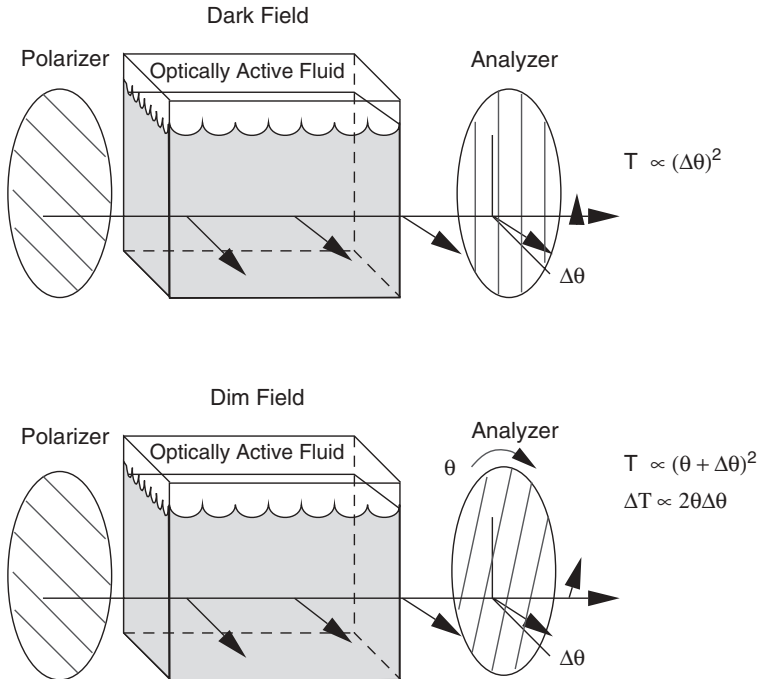 Dark Field
Polarizer
Optically Active Fluid
Analyzer
T ∝ (Δθ)²
Δθ
Dim Field
Polarizer
Optically Active Fluid
Analyzer
θ
T ∝ (θ + Δθ)²
ΔT ∝ 2θΔθ
Δθ